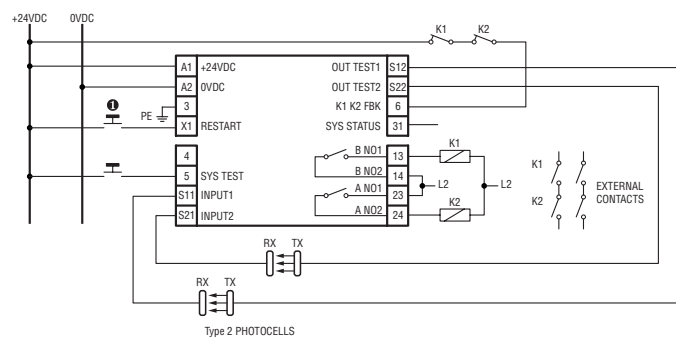 +24VDC 0VDC
K1 K2
A1 +24VDC OUT TEST1 S12
A2 0VDC OUT TEST2 S22
❶ PE 3 K1 K2 FBK 6
X1 RESTART SYS STATUS 31
4 B NO1 13 K1
5 SYS TEST B NO2 14
S11 INPUT1 A NO1 23 L2 L2
S21 INPUT2 A NO2 24 K2
K1
K2
EXTERNAL
CONTACTS
RX TX
RX TX
Type 2 PHOTOCELLS